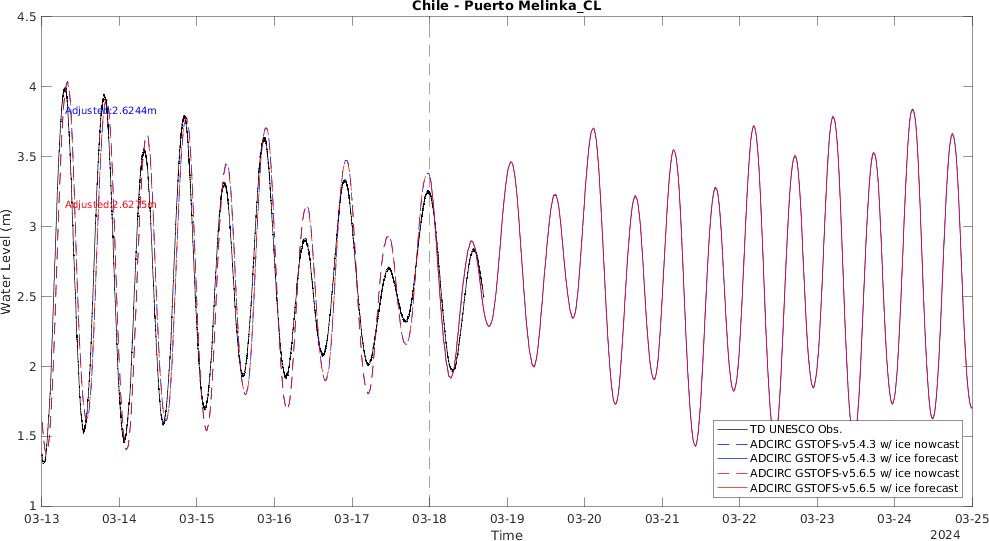 Chile - Puerto Melinka_CL
Water Level (m)
4.5
4
3.5
3
2.5
2
1.5
1
Adjusted:2.6244m
Adjusted:2.6275m
TD UNESCO Obs.
ADCIRC GSTOFS-v5.4.3 w/ ice nowcast
ADCIRC GSTOFS-v5.4.3 w/ ice forecast
ADCIRC GSTOFS-v5.6.5 w/ ice nowcast
ADCIRC GSTOFS-v5.6.5 w/ ice forecast
03-13 03-14 03-15 03-16 03-17 03-18 03-19 03-20 03-21 03-22 03-23 03-24 03-25
Time
2024